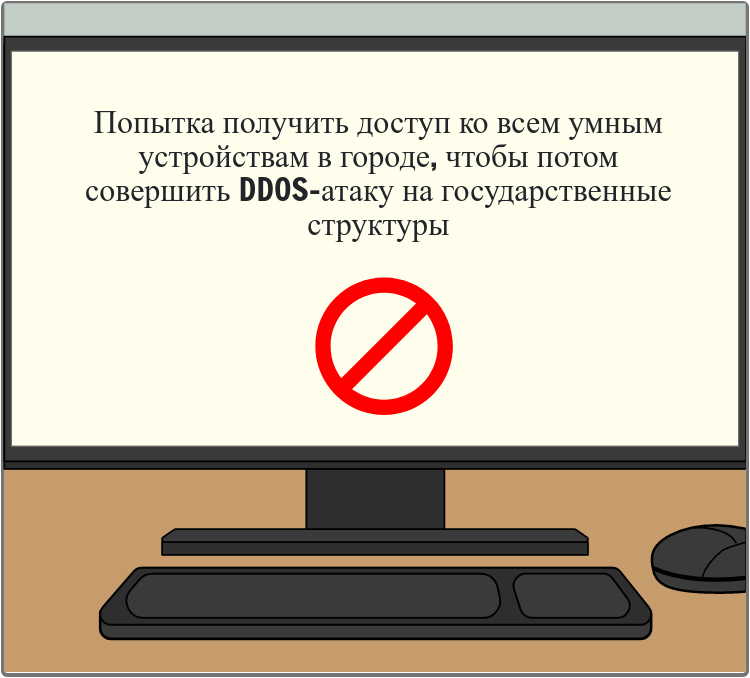 Попытка получить доступ ко всем умным
устройствам в городе, чтобы потом
совершить DDOS-атаку на государственные
структуры